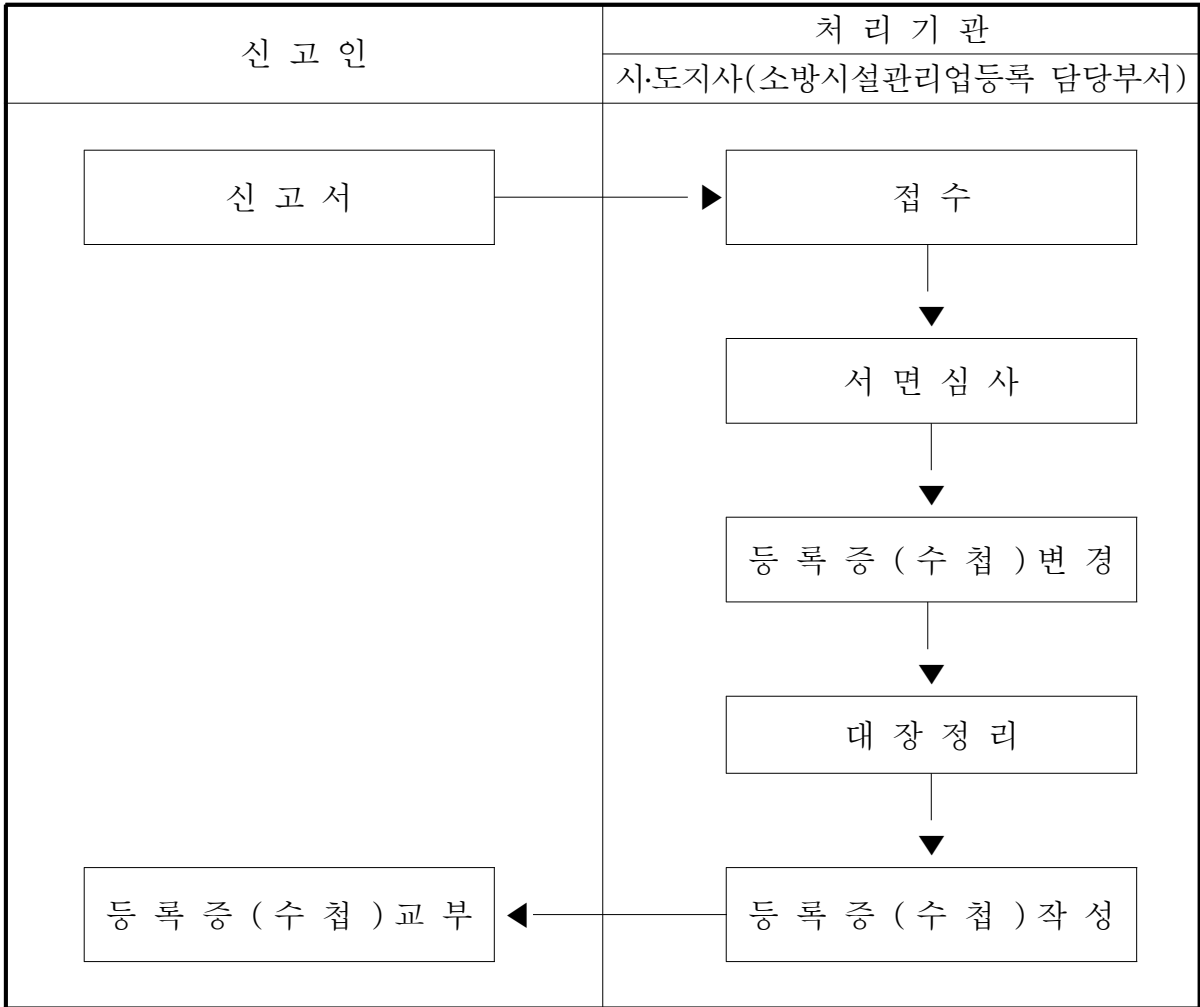 신 고 인
처 리 기 관
시·도지사(소방시설관리업등록 담당부서)
신 고 서
접 수
서 면 심 사
등 록 증 ( 수 첩 ) 변 경
대 장 정 리
등 록 증 ( 수 첩 ) 교 부
등 록 증 ( 수 첩 ) 작 성